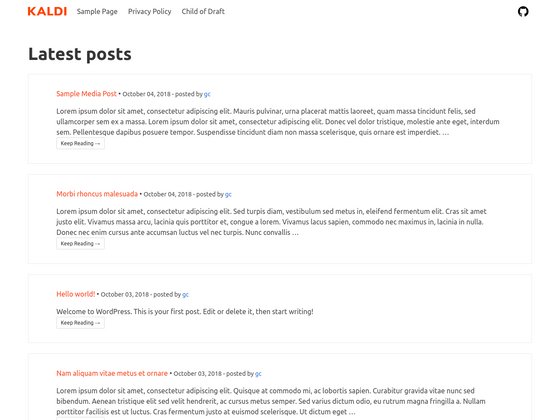 KALDI Sample Page Privacy Policy Child of Draft
Latest posts
Sample Media Post • October 04, 2018 - posted by gc
Lorem ipsum dolor sit amet, consectetur adipiscing elit. Mauris pulvinar, urna placerat mattis laoreet, quam massa tincidunt felis, sed
ullamcorper sem ex a massa. Lorem ipsum dolor sit amet, consectetur adipiscing elit. Donec vel dolor tristique, molestie ante eget, interdum
sem. Pellentesque dapibus posuere tempor. Suspendisse tincidunt diam non massa scelerisque, quis ornare est imperdiet. …
Keep Reading →
Morbi rhoncus malesuada • October 04, 2018 - posted by gc
Lorem ipsum dolor sit amet, consectetur adipiscing elit. Sed turpis diam, vestibulum sed metus in, eleifend fermentum elit. Cras sit amet
justo elit. Vivamus massa arcu, lacinia quis porttitor et, congue a lorem. Vivamus lacus sapien, commodo nec maximus in, lacinia in nulla.
Donec nec enim cursus ante accumsan luctus vel nec turpis. Nunc convallis …
Keep Reading →
Hello world! • October 03, 2018 - posted by gc
Welcome to WordPress. This is your first post. Edit or delete it, then start writing!
Keep Reading →
Nam aliquam vitae metus et ornare • October 03, 2018 - posted by gc
Lorem ipsum dolor sit amet, consectetur adipiscing elit. Quisque at commodo mi, ac lobortis sapien. Curabitur gravida vitae nunc sed
bibendum. Aenean tristique elit sed velit hendrerit, ac cursus metus semper. Sed varius dictum odio, eu rutrum magna fringilla a. Nullam
porttitor facilisis est ut luctus. Cras fermentum justo at euismod scelerisque. Ut dictum eget …